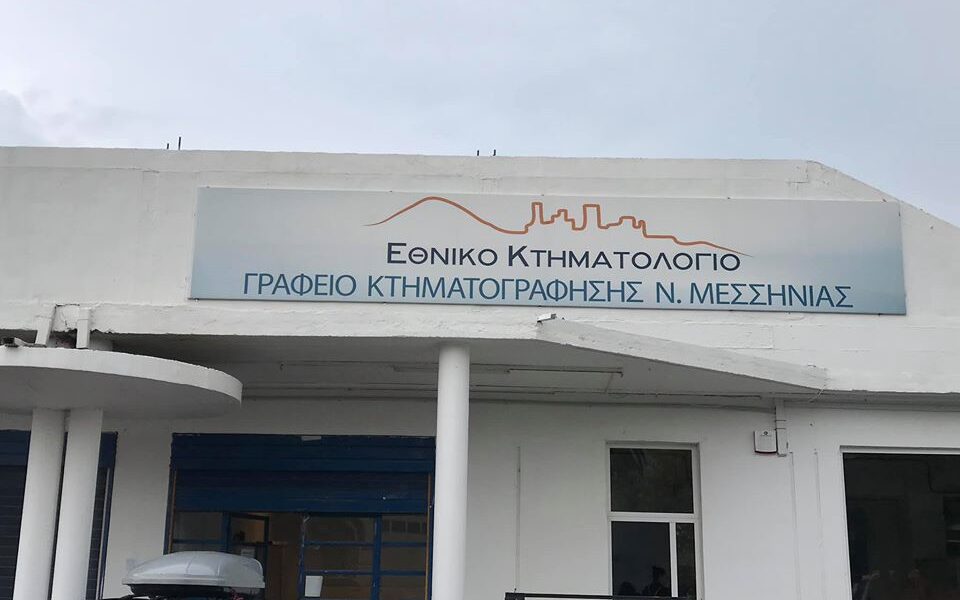 ΕΘΝΙΚΟ ΚΤΗΜΑΤΟΛΟΓΙΟ
ΓΡΑΦΕΙΟ ΚΤΗΜΑΤΟΓΡΑΦΗΣΗΣ Ν. ΜΕΣΣΗΝΙΑΣ